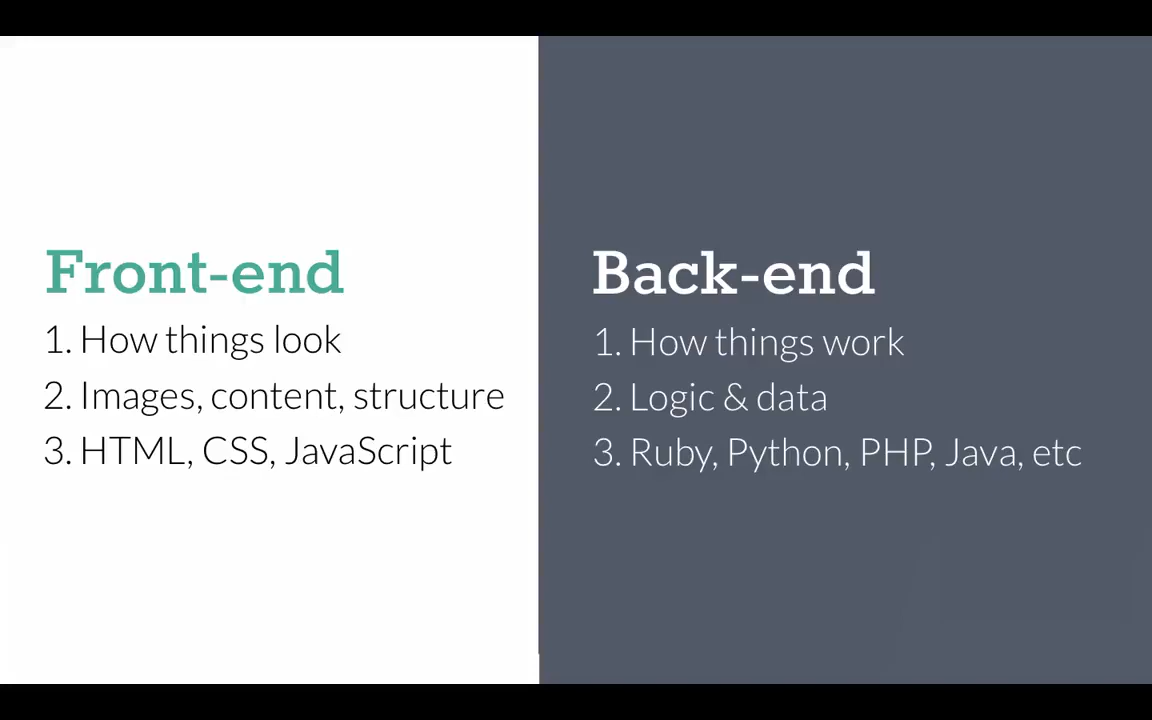 Front-end
1. How things look
2. Images, content, structure
3. HTML, CSS, JavaScript
Back-end
1. How things work
2. Logic & data
3. Ruby, Python, PHP, Java, etc